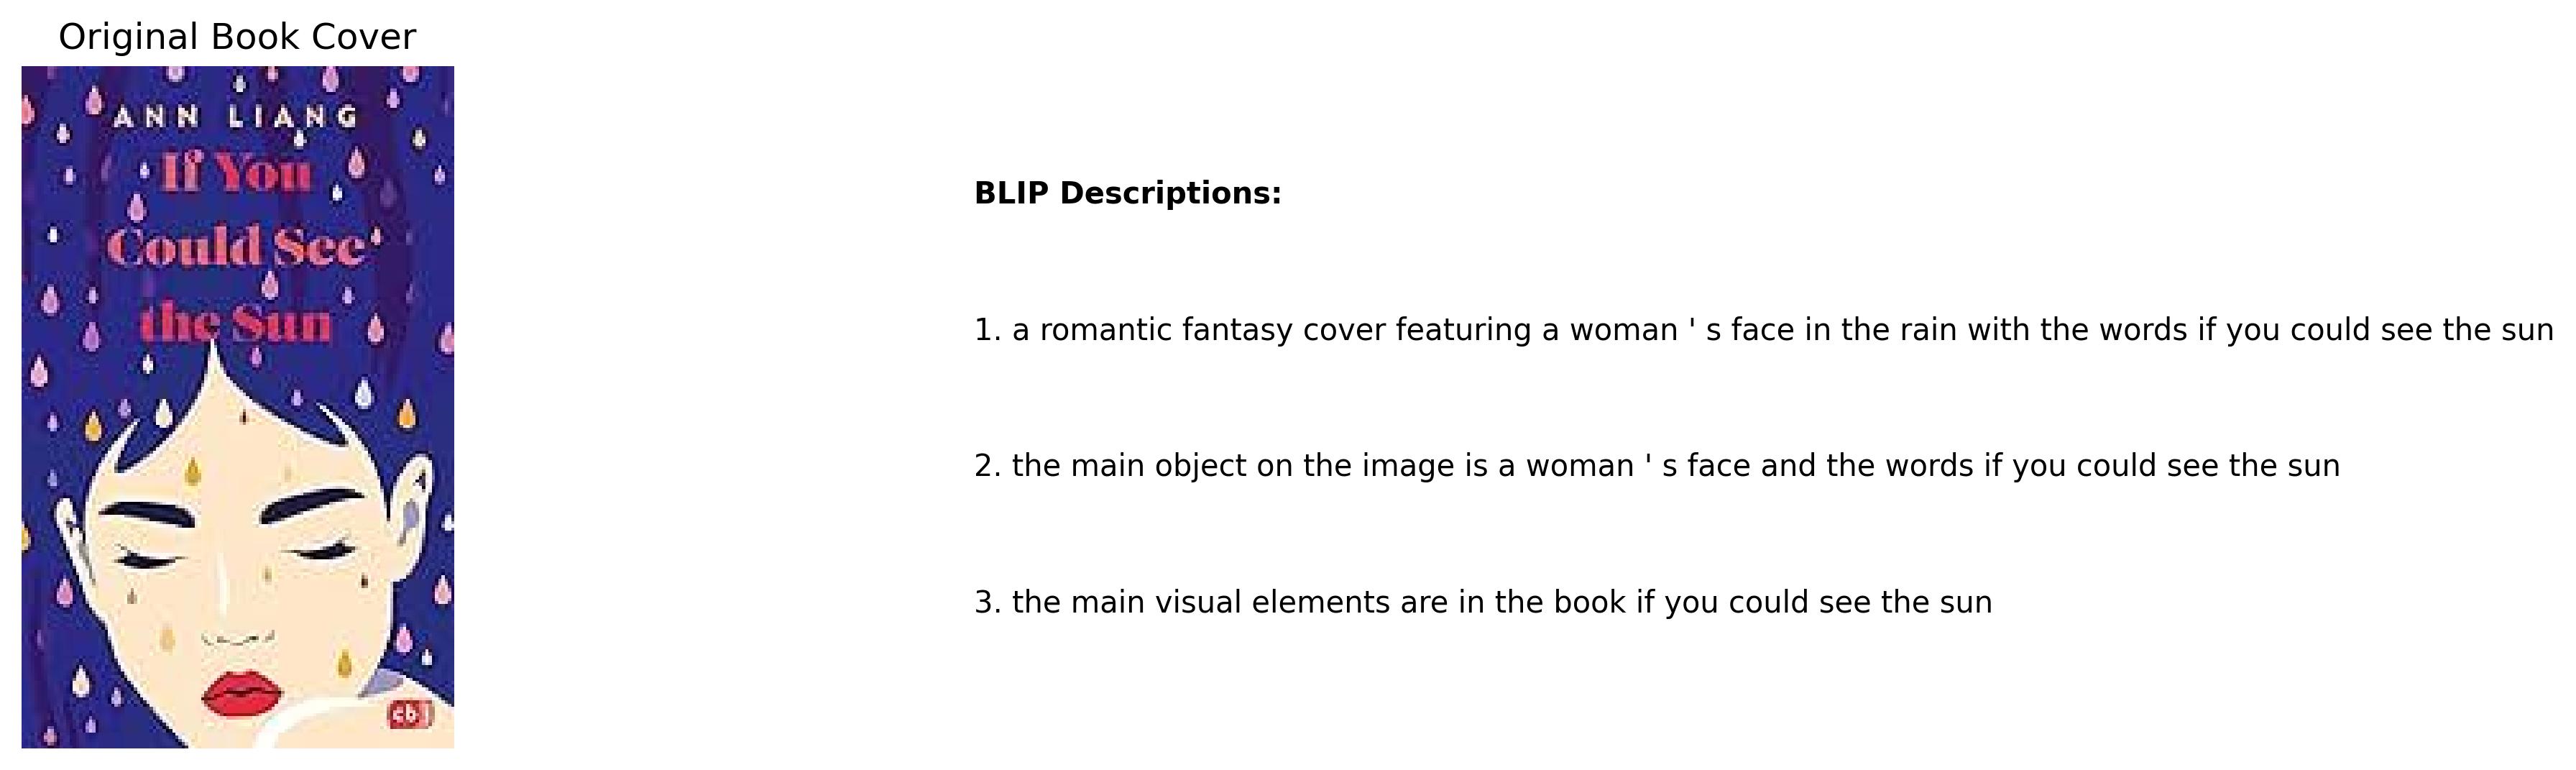 Original Book Cover
ANN LIANG
If You
Could See
the Sun
cbj
BLIP Descriptions:
1. a romantic fantasy cover featuring a woman ' s face in the rain with the words if you could see the sun
2. the main object on the image is a woman ' s face and the words if you could see the sun
3. the main visual elements are in the book if you could see the sun